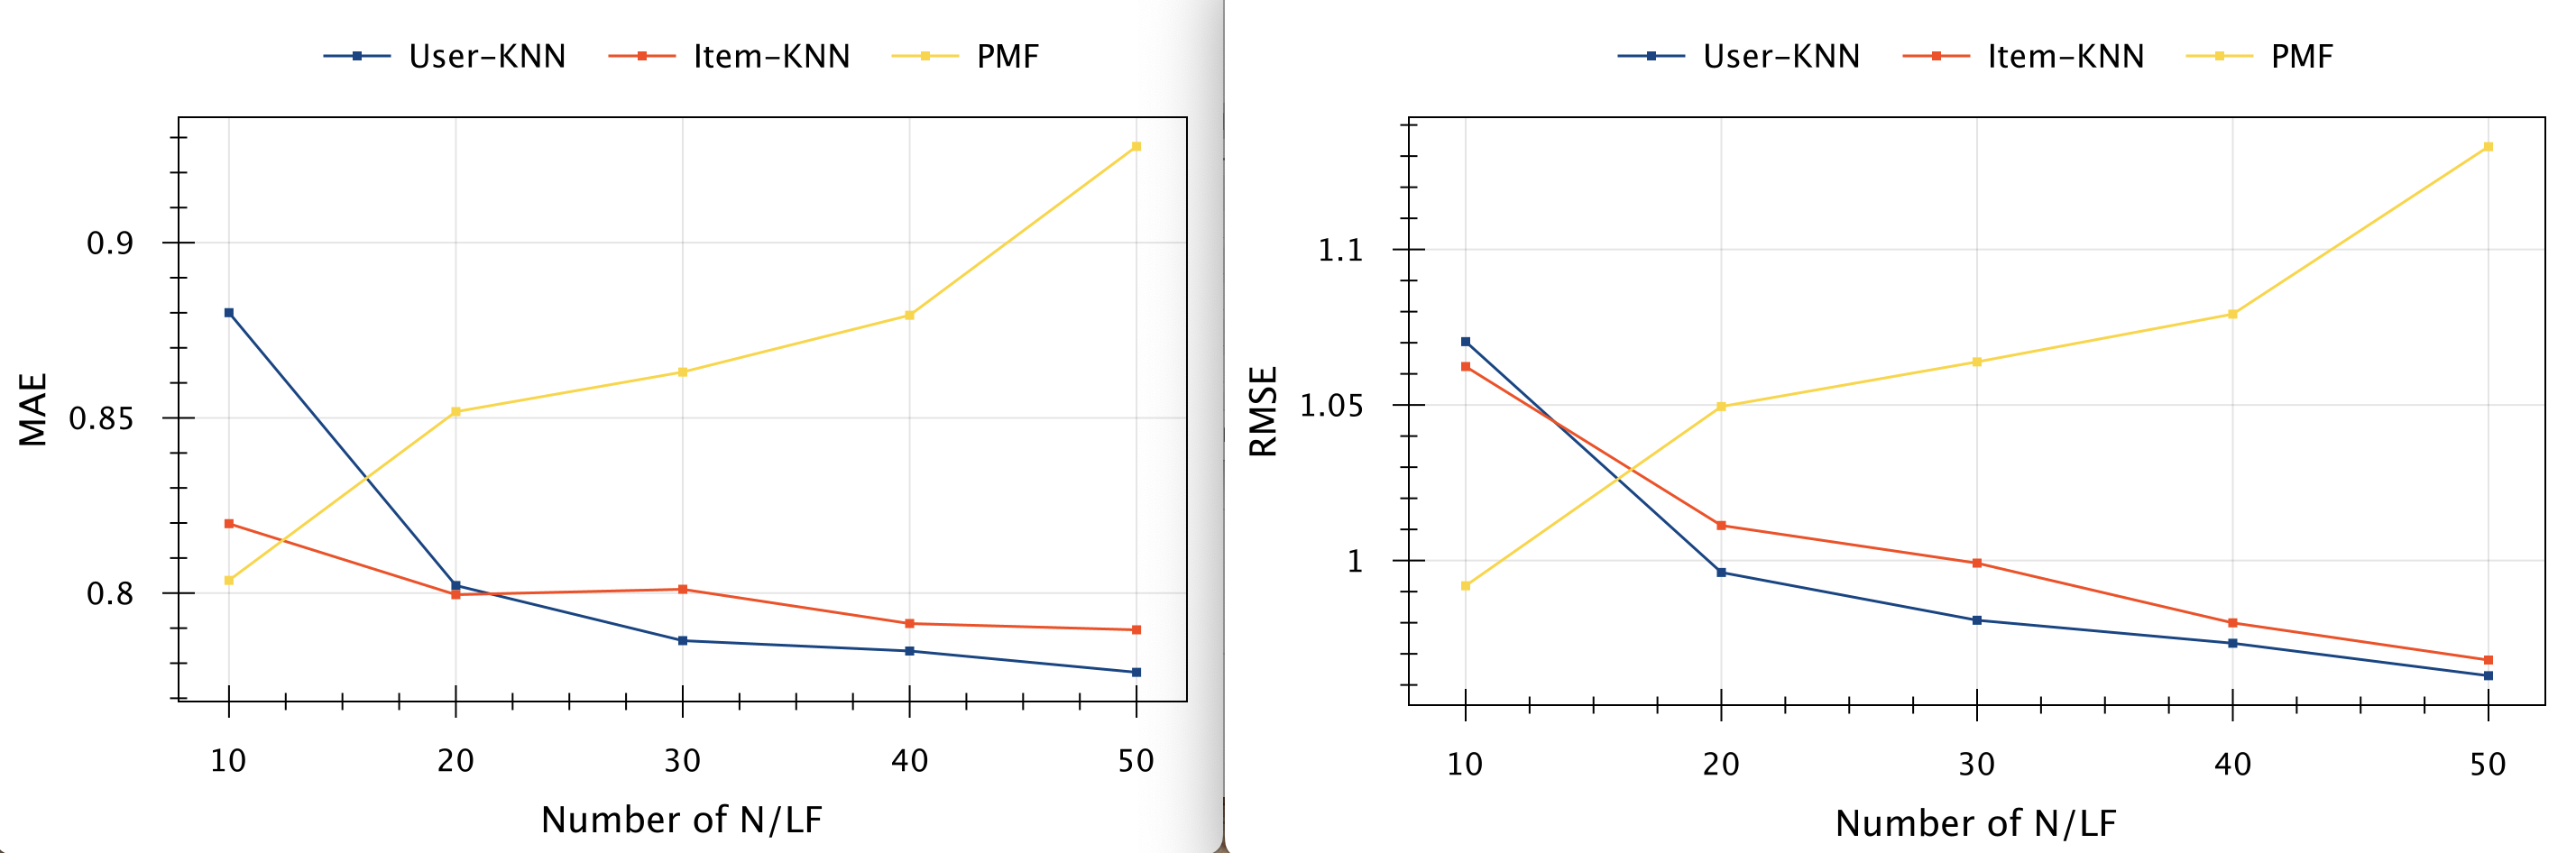 User-KNN Item-KNN PMF
0.9
0.85
0.8
MAE
10 20 30 40 50
Number of N/LF
User-KNN Item-KNN PMF
1.1
1.05
1
RMSE
10 20 30 40 50
Number of N/LF